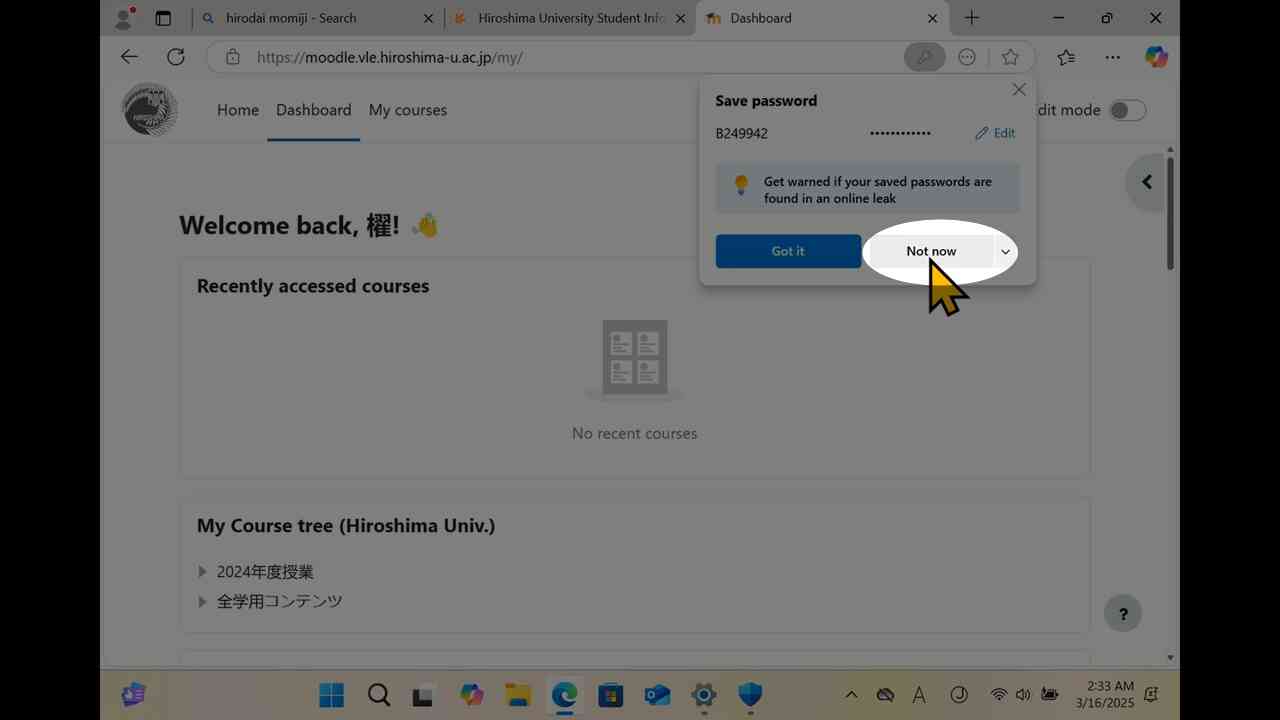 hirodai momiji - Search
Hiroshima University Student Info
Dashboard
https://moodle.vle.hiroshima-u.ac.jp/my/
Home
Dashboard
My courses
dit mode
Save password
B249942
••••••••••••
Edit
Get warned if your saved passwords are
found in an online leak
Got it
Not now
Welcome back, 櫂! 👋
Recently accessed courses
No recent courses
My Course tree (Hiroshima Univ.)
2024年度授業
全学用コンテンツ
?
2:33 AM
3/16/2025